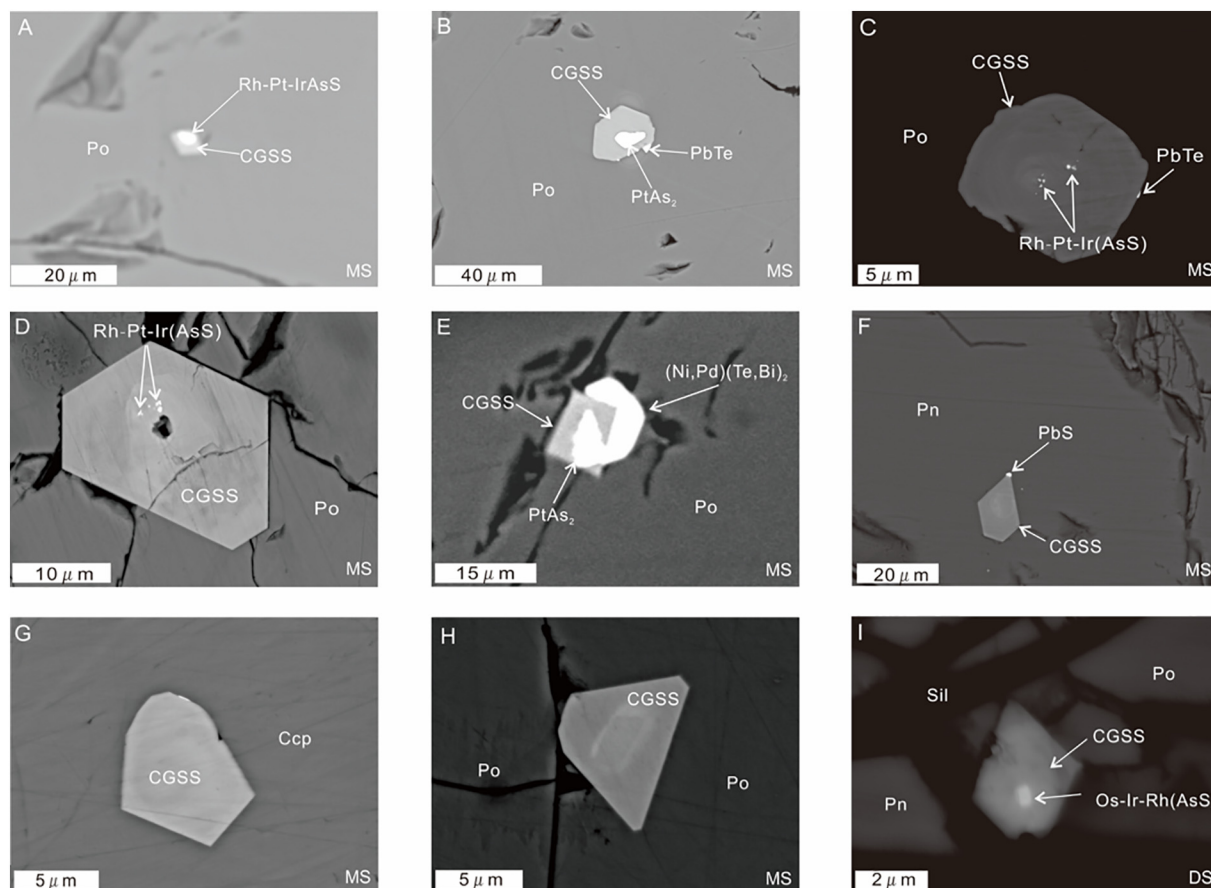 A
Rh-Pt-IrAsS
Po
CGSS
20 μm
MS
B
CGSS
PbTe
Po
PtAs₂
40 μm
MS
C
CGSS
Po
PbTe
Rh-Pt-Ir(AsS)
5 μm
MS
D
Rh-Pt-Ir(AsS)
CGSS
Po
10 μm
MS
E
(Ni,Pd)(Te,Bi)₂
CGSS
PtAs₂
Po
15 μm
MS
F
Pn
PbS
CGSS
20 μm
MS
G
Ccp
CGSS
5 μm
MS
H
CGSS
Po
Po
5 μm
MS
I
Po
Sil
CGSS
Pn
Os-Ir-Rh(AsS
2 μm
DS